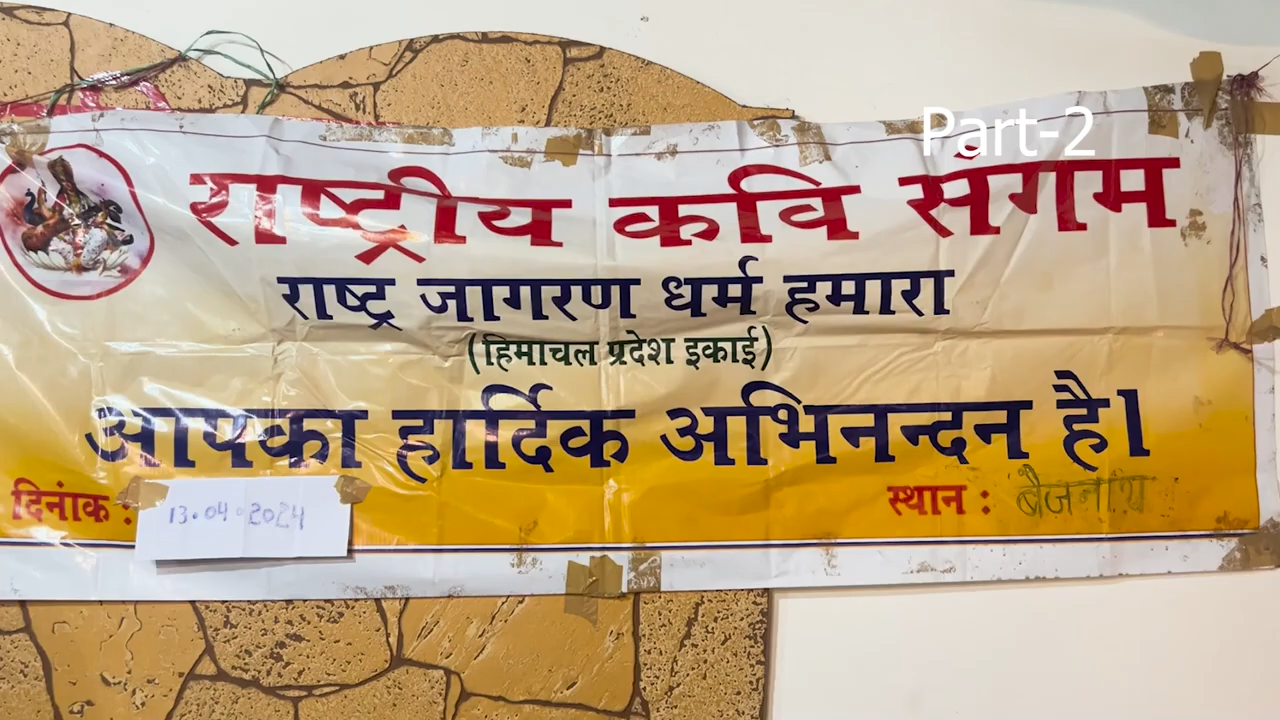 Part-2
राष्ट्रीय कवि संगम
राष्ट्र जागरण धर्म हमारा
(हिमाचल प्रदेश इकाई)
आपका हार्दिक अभिनन्दन है।
दिनांक : 13.04.2024 स्थान : बैजनाथ